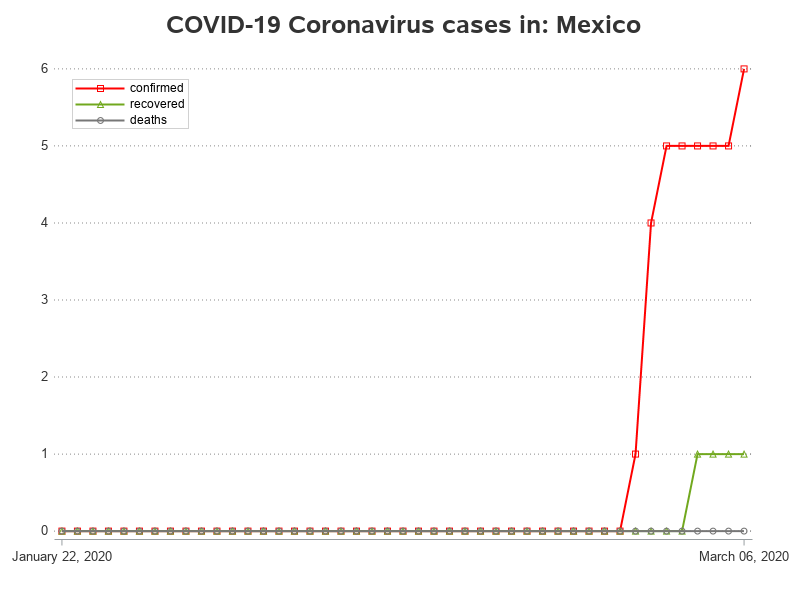 COVID-19 Coronavirus cases in: Mexico
6
confirmed
recovered
deaths
5
4
3
2
1
0
January 22, 2020 March 06, 2020